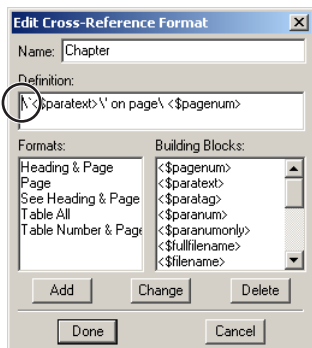 Edit Cross-Reference Format
Name: Chapter
Definition:
\`<$paratext>\' on page\ <$pagenum>
Formats:
Heading & Page
Page
See Heading & Page
Table All
Table Number & Page
Building Blocks:
<$pagenum>
<$paratext>
<$paratag>
<$paranum>
<$paranumonly>
<$fullfilename>
<$filename>
Add Change Delete
Done Cancel